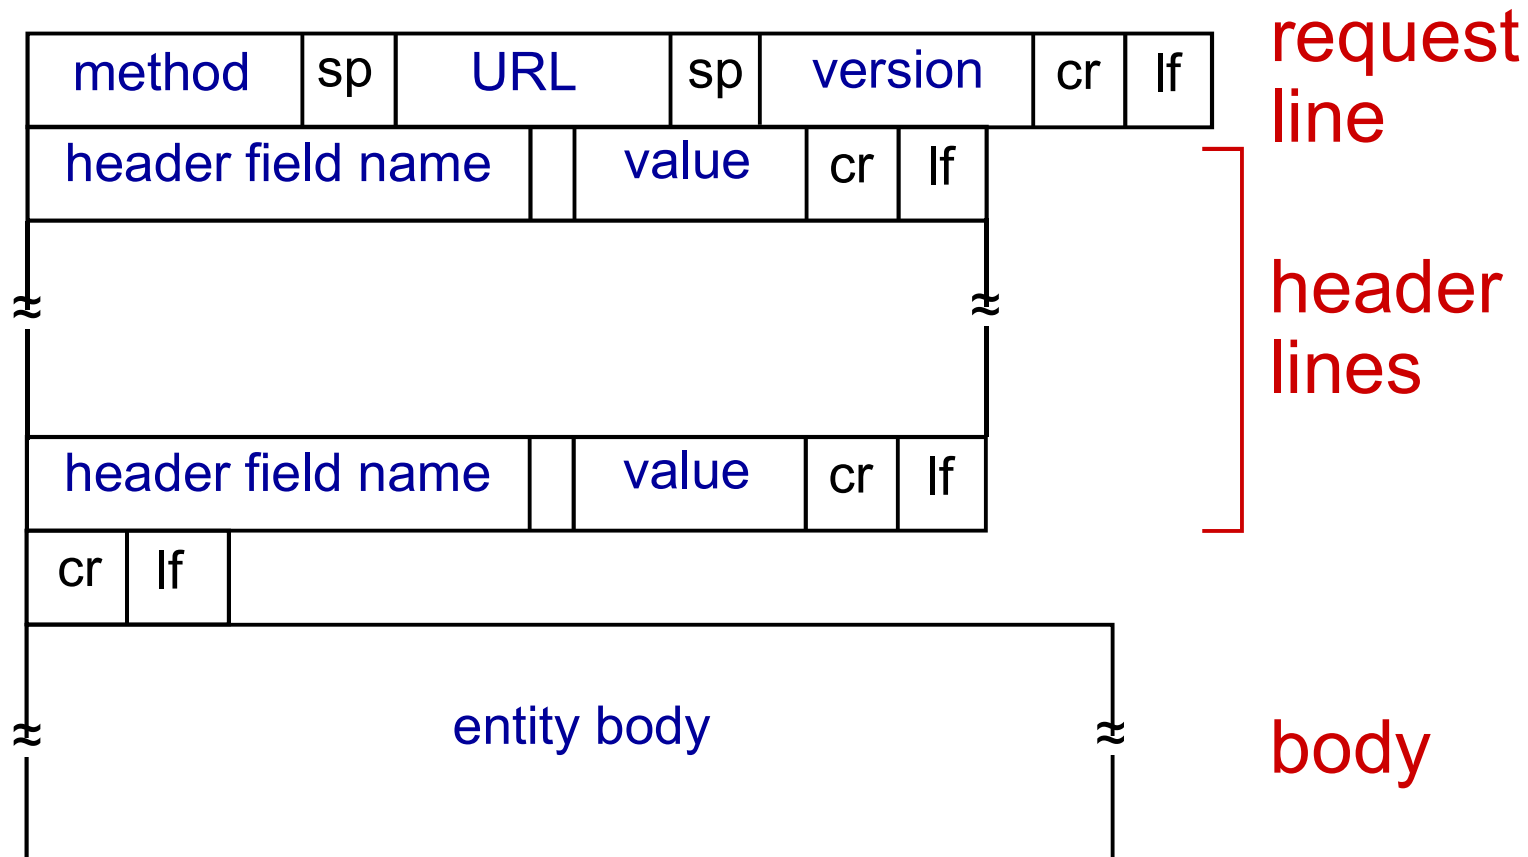 method sp URL sp version cr lf
request
line
header field name value cr lf
header
lines
header field name value cr lf
cr lf
entity body
body